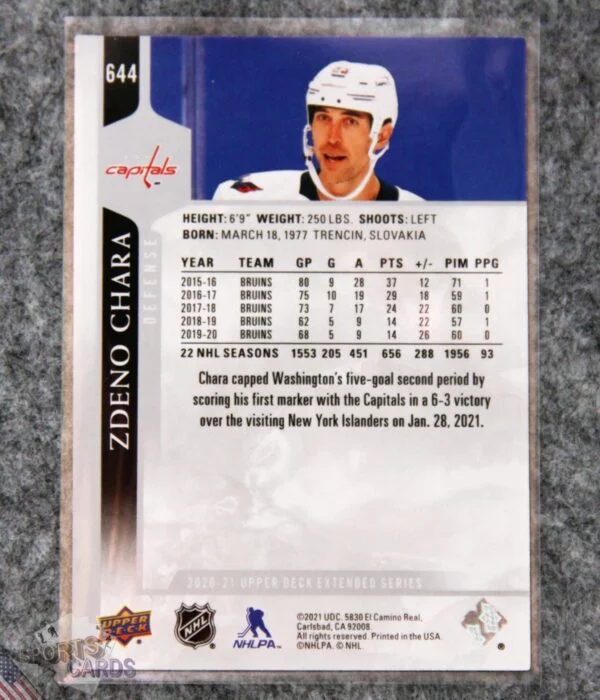 644
capitals
HEIGHT: 6'9" WEIGHT: 250 LBS. SHOOTS: LEFT
BORN: MARCH 18, 1977 TRENCIN, SLOVAKIA
ZDENO CHARA
DEFENSE
YEAR TEAM GP G A PTS +/- PIM PPG
2015-16 BRUINS 80 9 28 37 12 71 1
2016-17 BRUINS 75 10 19 29 18 59 1
2017-18 BRUINS 73 7 17 24 22 60 0
2018-19 BRUINS 62 5 9 14 22 57 1
2019-20 BRUINS 68 5 9 14 26 60 0
22 NHL SEASONS 1553 205 451 656 288 1956 93
Chara capped Washington's five-goal second period by
scoring his first marker with the Capitals in a 6-3 victory
over the visiting New York Islanders on Jan. 28, 2021.
2020-21 UPPER DECK EXTENDED SERIES
UPPER
DECK
NHL
NHLPA
©2021 UDC. 5830 El Camino Real,
Carlsbad, CA 92008.
All rights reserved. Printed in the USA.
©NHLPA. © NHL.
SPORTS
CARDS